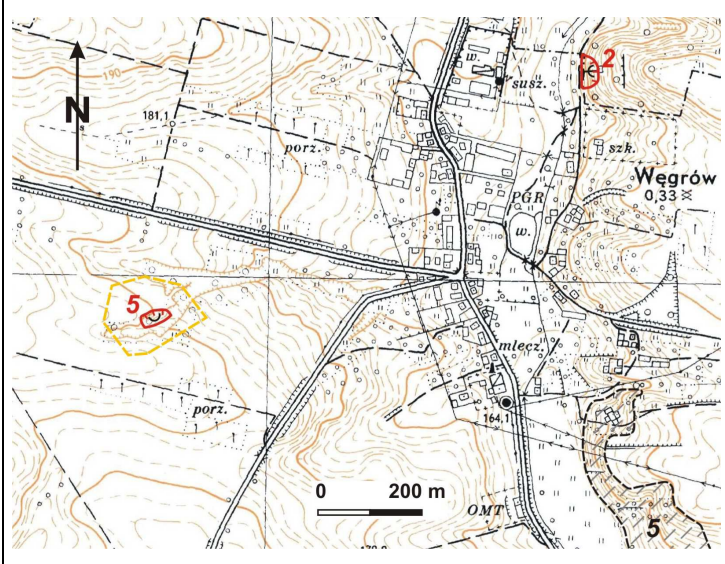 w.
susz.
2
190
N
181,1
porz.
szk.
Węgrów
0,33
PGR
w.
5
mlecz.
porz.
164,1
0 200 m
OMT
5